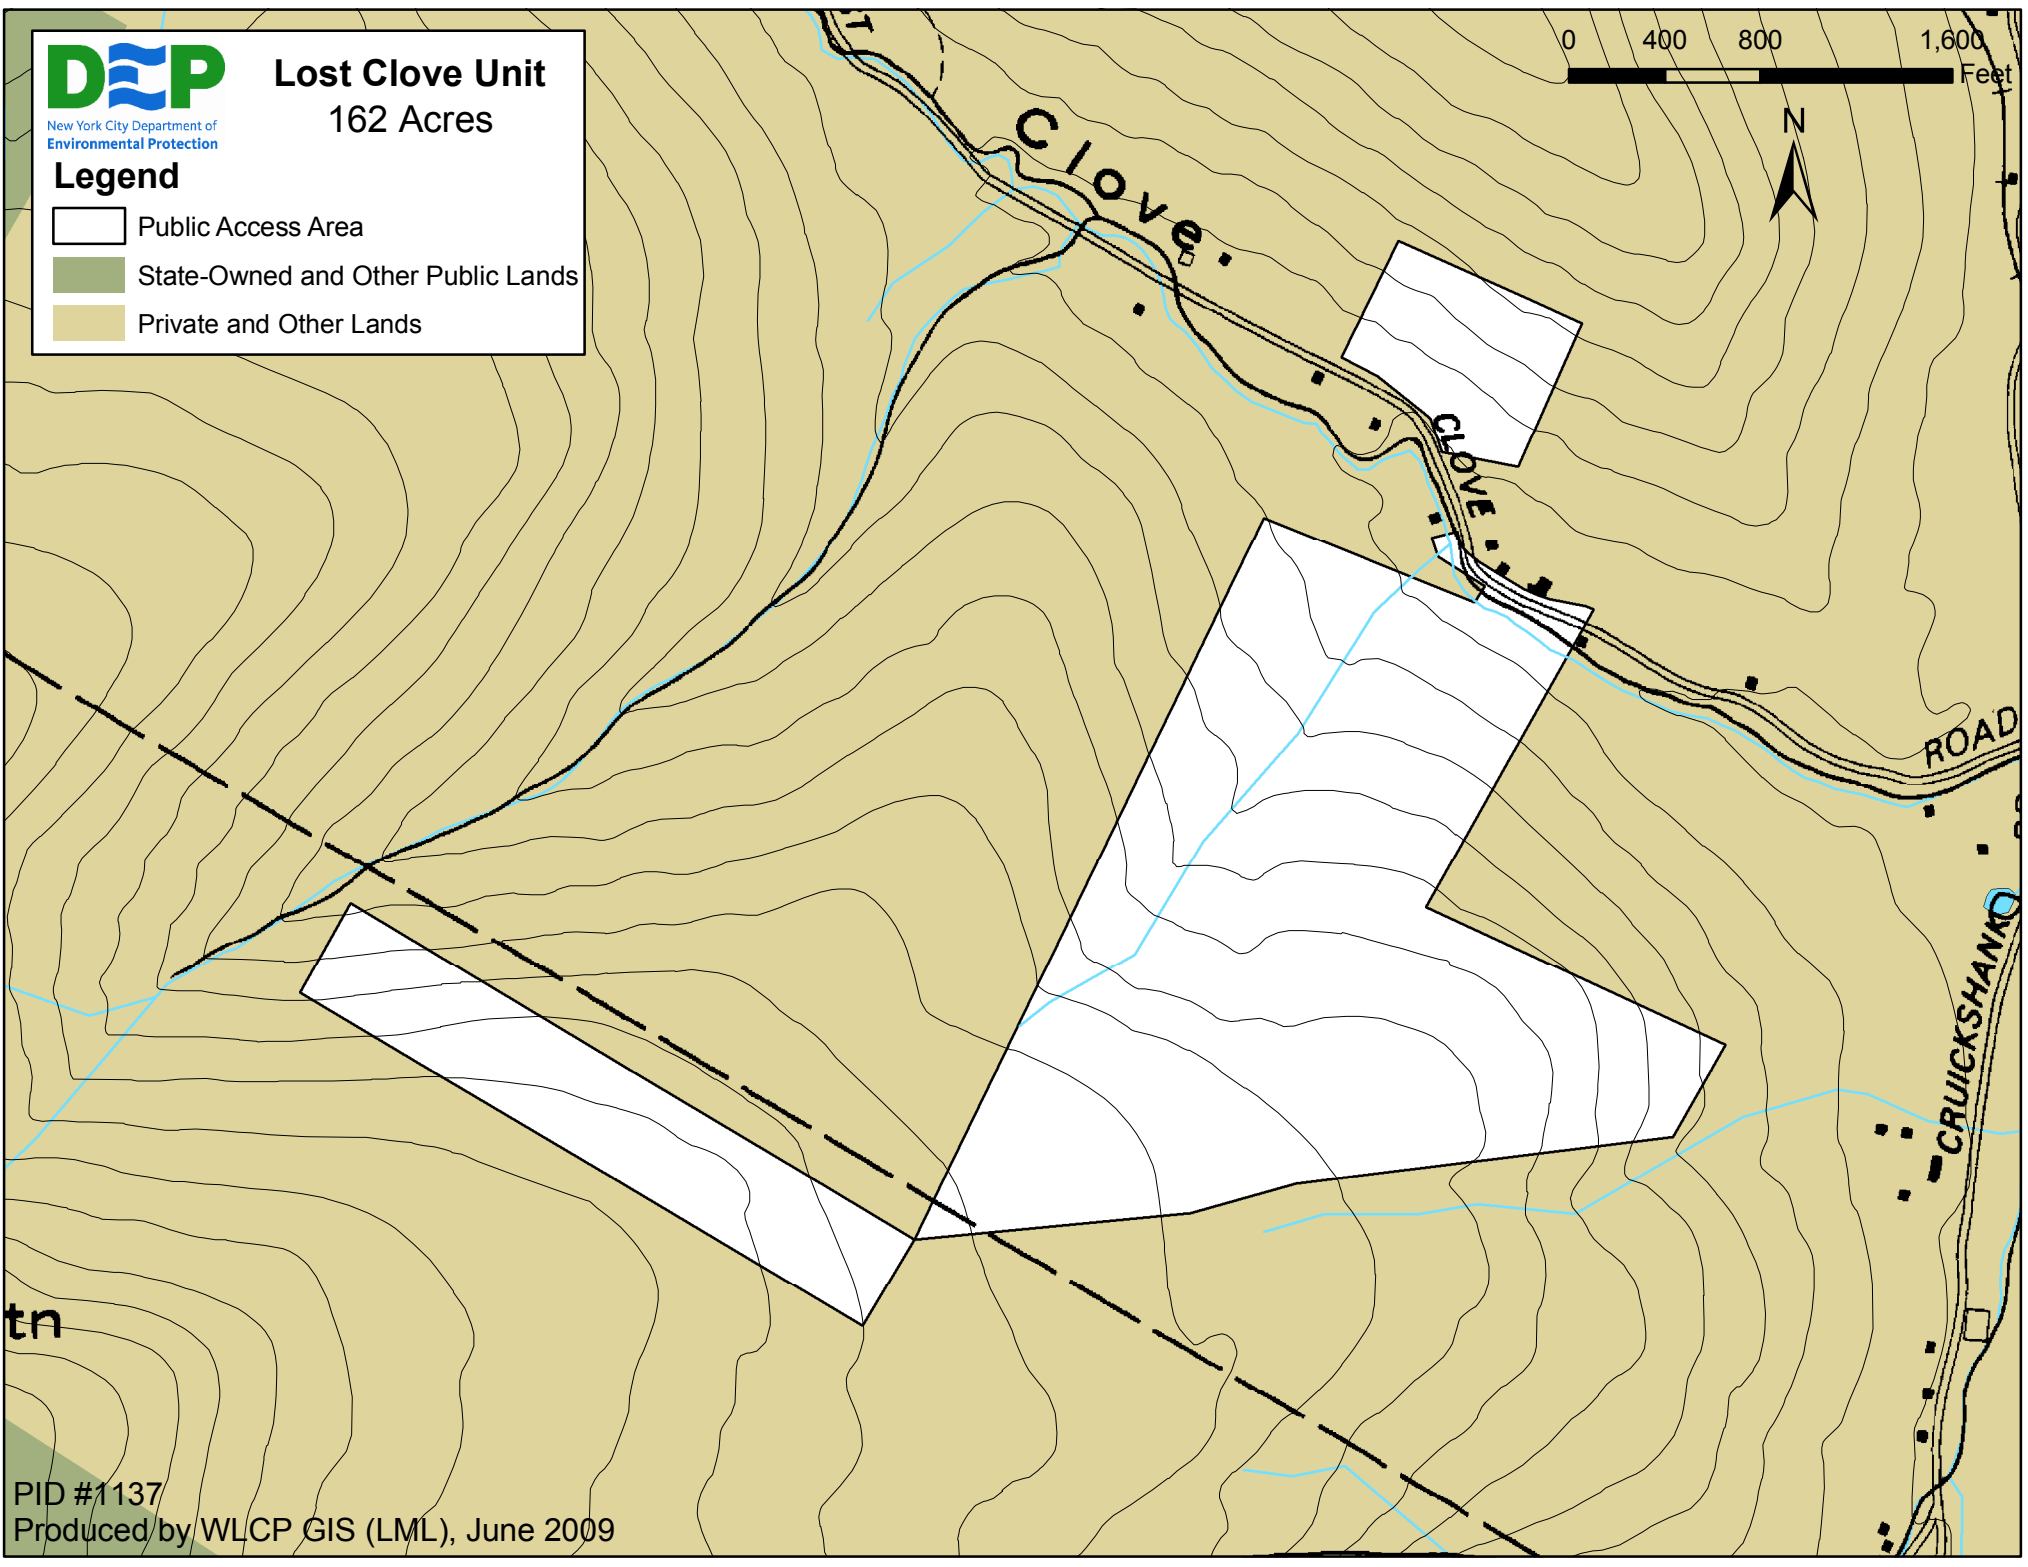 DEP
New York City Department of
Environmental Protection
Lost Clove Unit
162 Acres
Legend
Public Access Area
State-Owned and Other Public Lands
Private and Other Lands
0 400 800 1,600
Feet
N
ST
Clove
CLOVE
ROAD
CRUICKSHANK
tn
PID #1137
Produced by WLCP GIS (LML), June 2009